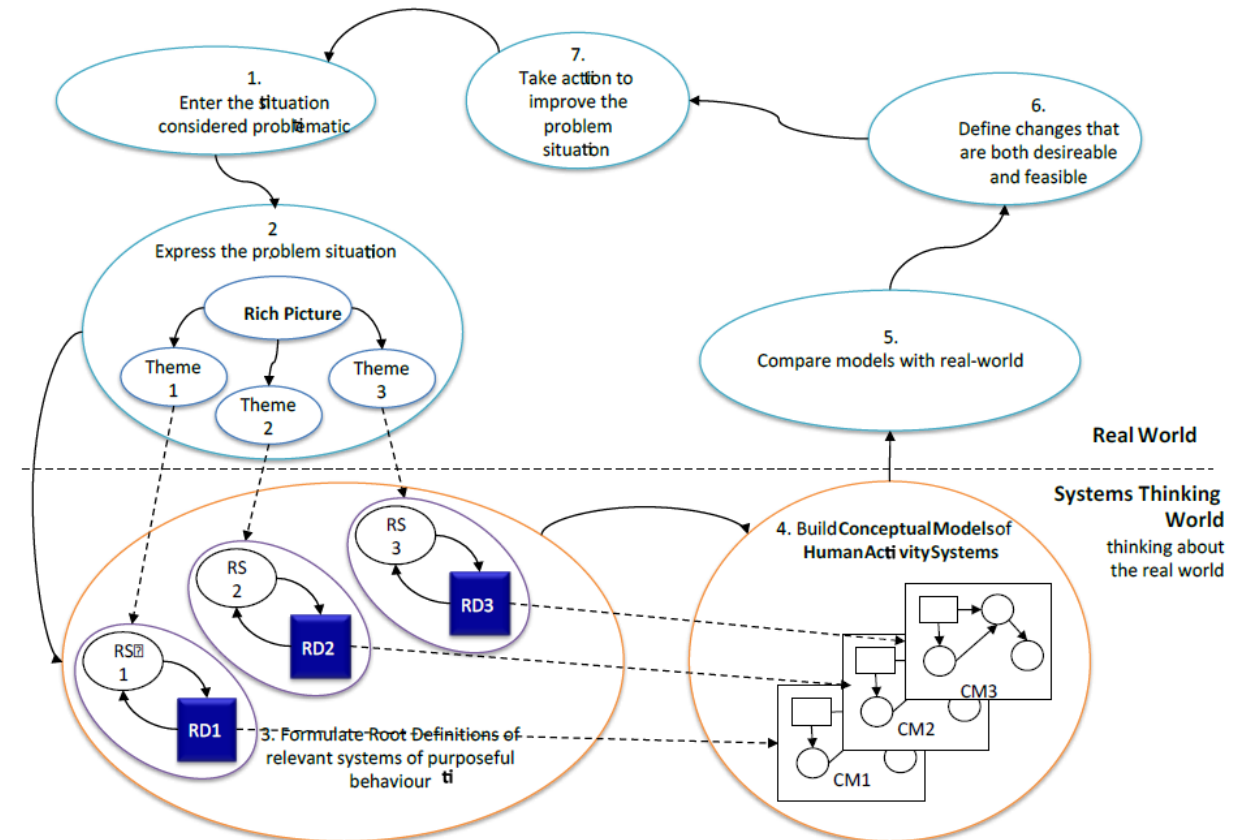 1.
Enter the situation
considered problematic
7.
Take action to
improve the
problem
situation
6.
Define changes that
are both desireable
and feasible
2
Express the problem situation
Rich Picture
Theme
1
Theme
2
Theme
3
5.
Compare models with real-world
Real World
Systems Thinking
World
thinking about
the real world
RS
3
RD3
RS
2
RD2
RS
1
RD1
3. Formulate Root Definitions of
relevant systems of purposeful
behaviour ti
4. Build Conceptual Models of
Human Activity Systems
CM3
CM2
CM1